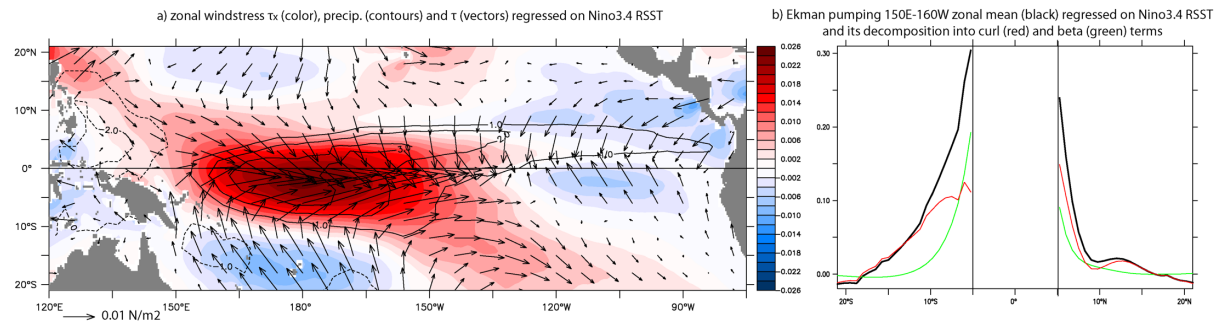 a) zonal windstress τx (color), precip. (contours) and τ (vectors) regressed on Nino3.4 RSST
b) Ekman pumping 150E-160W zonal mean (black) regressed on Nino3.4 RSST
and its decomposition into curl (red) and beta (green) terms
20°N
10°N
0°
10°S
20°S
120°E
150°E
180°
150°W
120°W
90°W
2.0
1.0
1.0
1.0
0.01 N/m2
0.026
0.022
0.018
0.014
0.010
0.006
0.002
-0.002
-0.006
-0.010
-0.014
-0.018
-0.022
-0.026
0.30
0.20
0.10
0.00
20°S
10°S
0°
10°N
20°N